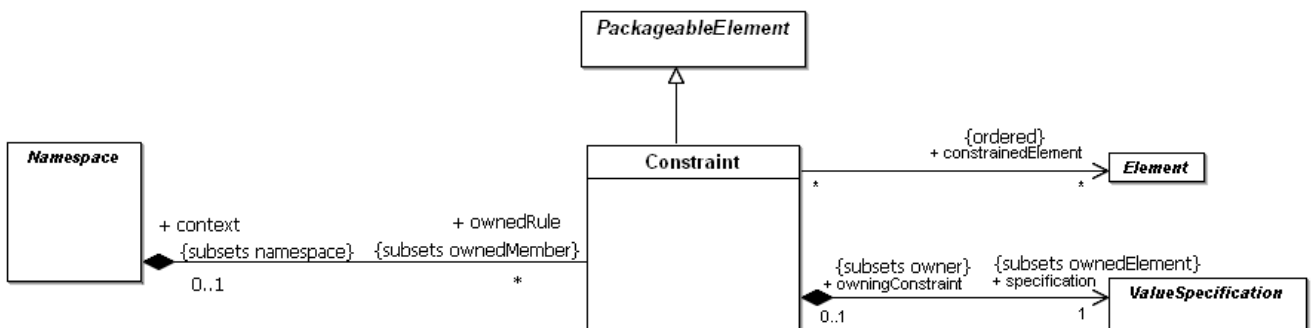 PackageableElement
Namespace
Constraint
{ordered}
+ constrainedElement
*
*
Element
+ context
{subsets namespace}
0..1
+ ownedRule
{subsets ownedMember}
*
{subsets owner}
+ owningConstraint
0..1
{subsets ownedElement}
+ specification
1
ValueSpecification